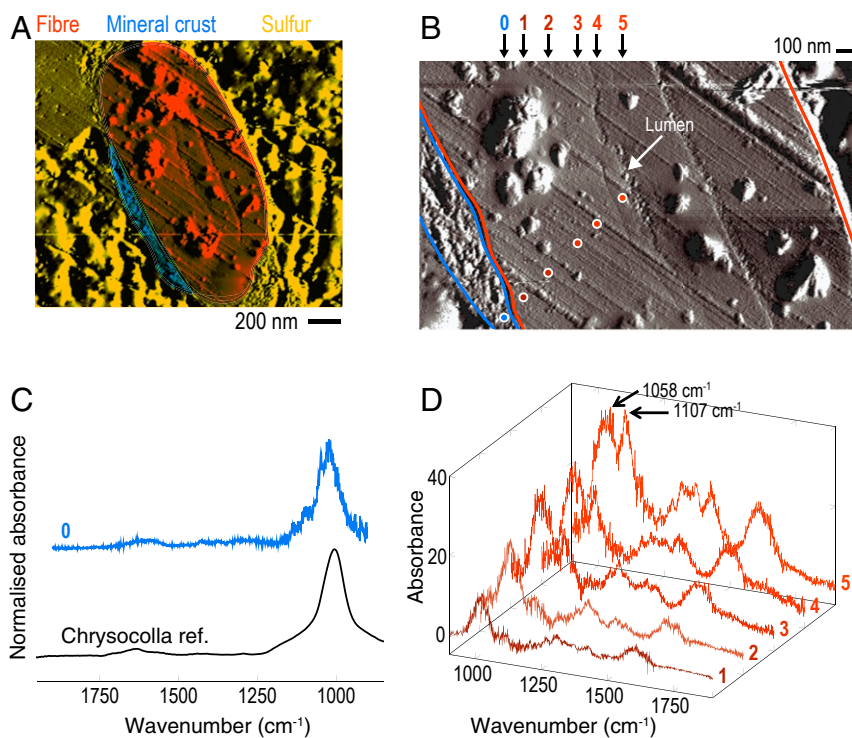 A
Fibre Mineral crust Sulfur
200 nm
B
0 1 2 3 4 5
100 nm
Lumen
C
Normalised absorbance
0
Chrysocolla ref.
1750 1500 1250 1000
Wavenumber (cm⁻¹)
D
1058 cm⁻¹
1107 cm⁻¹
Absorbance
40
20
0
1000 1250 1500 1750
Wavenumber (cm⁻¹)
5
4
3
2
1